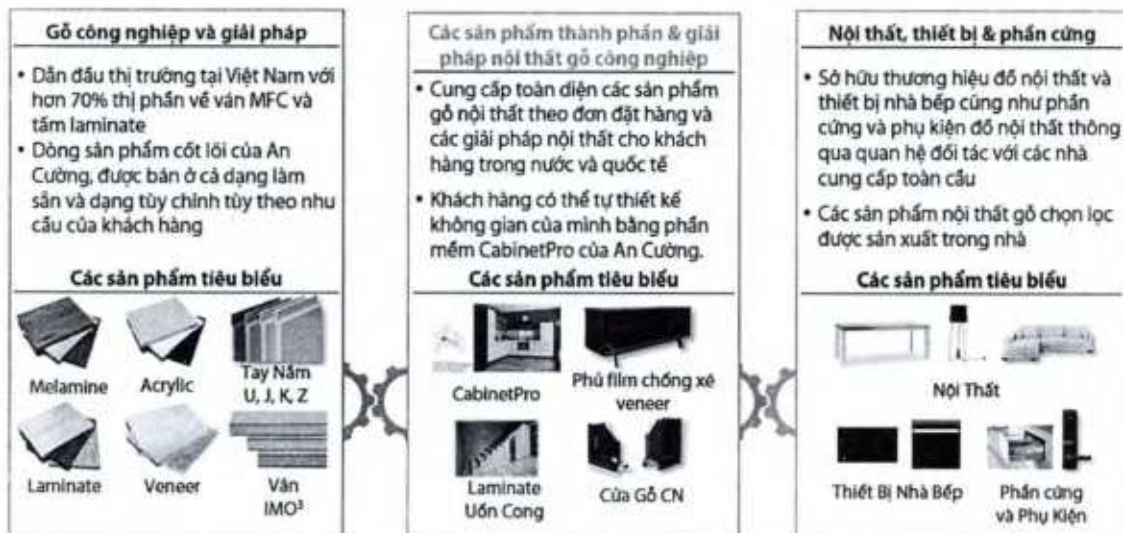 Gỗ công nghiệp và giải pháp
• Dẫn đầu thị trường tại Việt Nam với
hơn 70% thị phần về ván MFC và
tấm laminate
• Dòng sản phẩm cốt lõi của An
Cường, được bán ở cả dạng làm
sẵn và dạng tùy chỉnh tùy theo nhu
cầu của khách hàng
Các sản phẩm tiêu biểu
Melamine
Acrylic
Tay Nắm
U, J, K, Z
Laminate
Veneer
Ván
IMO³
Các sản phẩm thành phần & giải
pháp nội thất gỗ công nghiệp
• Cung cấp toàn diện các sản phẩm
gỗ nội thất theo đơn đặt hàng và
các giải pháp nội thất cho khách
hàng trong nước và quốc tế
• Khách hàng có thể tự thiết kế
không gian của mình bằng phần
mềm CabinetPro của An Cường.
Các sản phẩm tiêu biểu
CabinetPro
Phủ film chống xê
veneer
Laminate
Uốn Cong
Cửa Gỗ CN
Nội thất, thiết bị & phần cứng
• Sở hữu thương hiệu đồ nội thất và
thiết bị nhà bếp cũng như phần
cứng và phụ kiện đồ nội thất thông
qua quan hệ đối tác với các nhà
cung cấp toàn cầu
• Các sản phẩm nội thất gỗ chọn lọc
được sản xuất trong nhà
Các sản phẩm tiêu biểu
Nội Thất
Thiết Bị Nhà Bếp
Phần cứng
và Phụ Kiện